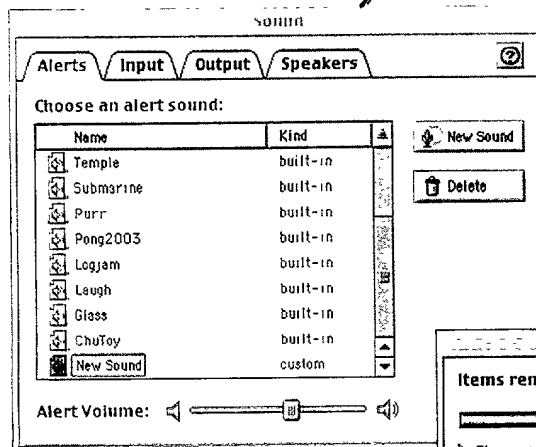 Sound
Alerts Input Output Speakers
Choose an alert sound:
Name Kind
Temple built-in
Submarine built-in
Purr built-in
Pong2003 built-in
Logjam built-in
Laugh built-in
Glass built-in
ChuToy built-in
New Sound custom
Alert Volume:
New Sound
Delete
Items ren